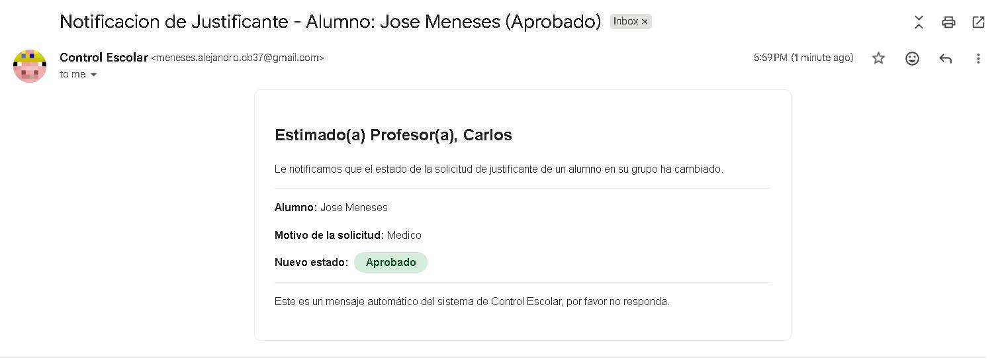 Notificacion de Justificante - Alumno: Jose Meneses (Aprobado) Inbox ×
Control Escolar <meneses.alejandro.cb37@gmail.com> 5:59 PM (1 minute ago)
to me
Estimado(a) Profesor(a), Carlos
Le notificamos que el estado de la solicitud de justificante de un alumno en su grupo ha cambiado.
Alumno: Jose Meneses
Motivo de la solicitud: Medico
Nuevo estado: Aprobado
Este es un mensaje automático del sistema de Control Escolar, por favor no responda.